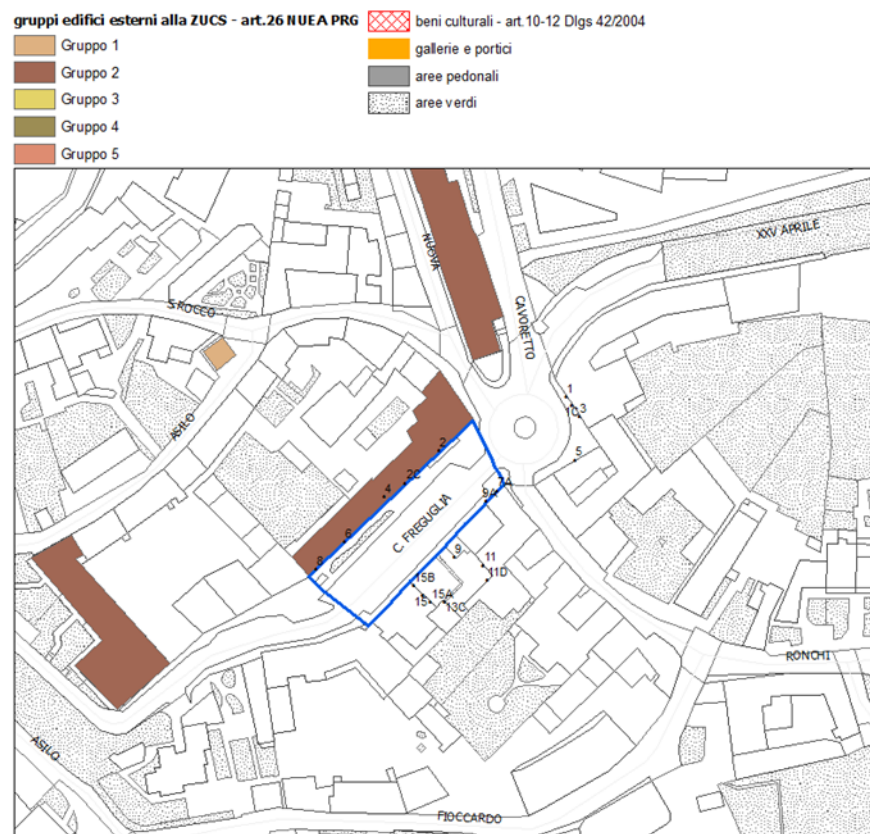 gruppi edifici esterni alla ZUCS - art.26 NUEA PRG
Gruppo 1
Gruppo 2
Gruppo 3
Gruppo 4
Gruppo 5
beni culturali - art.10-12 Dlgs 42/2004
gallerie e portici
aree pedonali
aree verdi
NUOVA
XXV APRILE
CAVORETTO
S.ROCCO
ASILO
1
1C
3
2
5
2C
4
7A
9A
C. FREGUGLIA
6
9
8
11
15B
11D
15A
15
13C
RONCHI
ASILO
FIOCCARDO